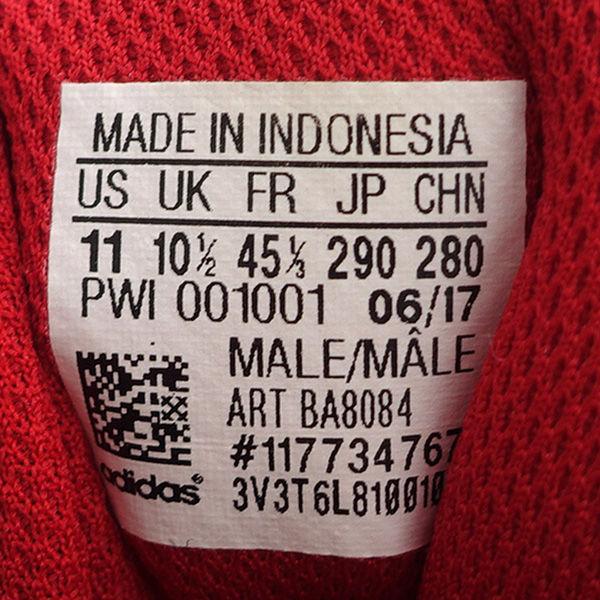 MADE IN INDONESIA
US UK FR JP CHN
11 10½ 45⅓ 290 280
PWI 001001 06/17
MALE/MÂLE
ART BA8084
#117734767
adidas®
3V3T6L810010